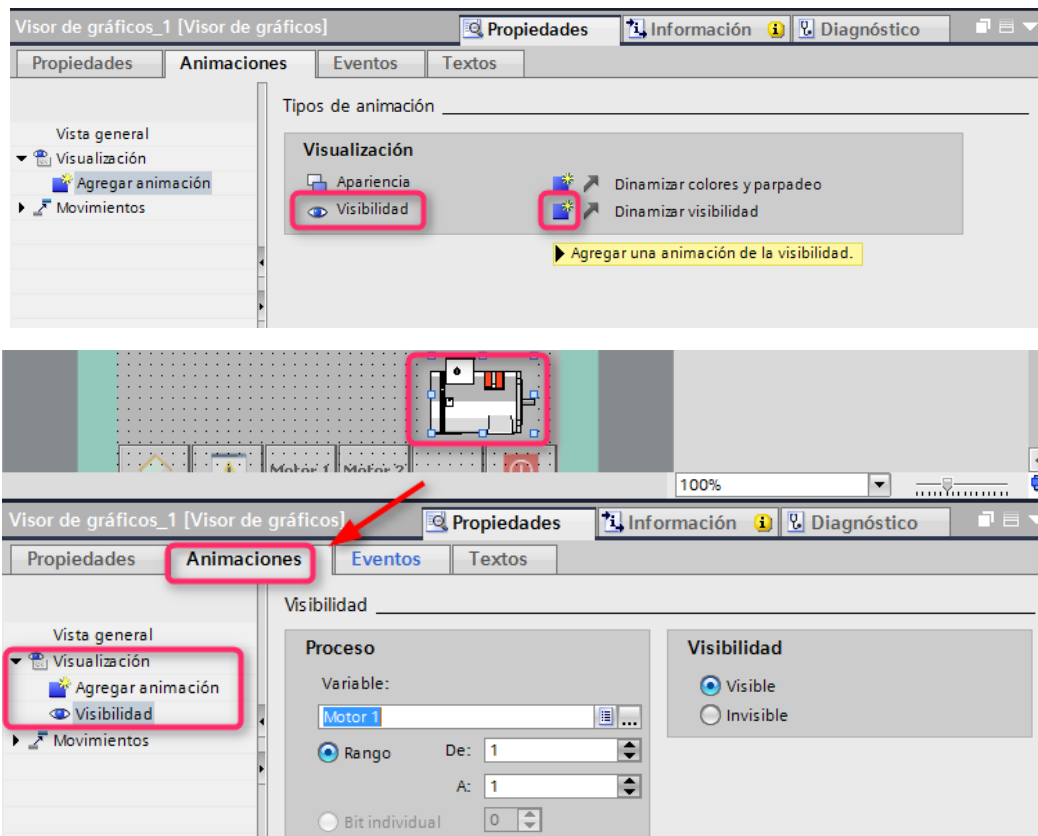 Visor de gráficos_1 [Visor de gráficos] Propiedades Información Diagnóstico
Propiedades Animaciones Eventos Textos
Tipos de animación
Vista general
Visualización
Agregar animación
Movimientos
Visualización
Apariencia Dinamizar colores y parpadeo
Visibilidad Dinamizar visibilidad
Agregar una animación de la visibilidad.
Motor 1 Motor 2
100%
Visor de gráficos_1 [Visor de gráficos] Propiedades Información Diagnóstico
Propiedades Animaciones Eventos Textos
Visibilidad
Vista general
Visualización
Agregar animación
Visibilidad
Movimientos
Proceso
Variable:
Motor 1 ...
Rango De: 1
A: 1
Bit individual 0
Visibilidad
Visible
Invisible